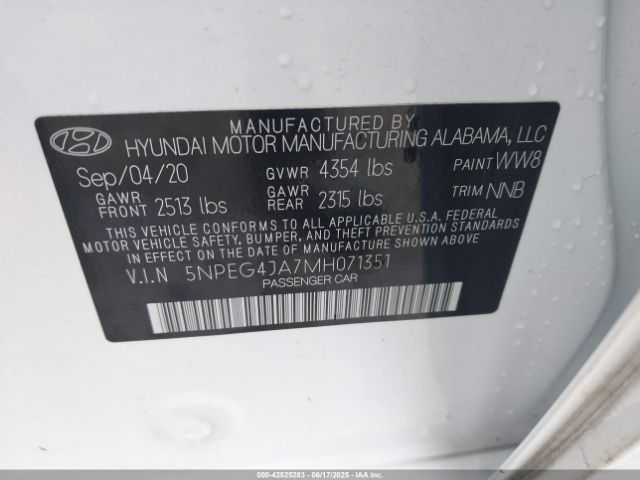 MANUFACTURED BY
HYUNDAI MOTOR MANUFACTURING ALABAMA, LLC
Sep/04/20 GVWR 4354 lbs PAINT WW8
GAWR FRONT 2513 lbs GAWR REAR 2315 lbs TRIM NNB
THIS VEHICLE CONFORMS TO ALL APPLICABLE U.S.A. FEDERAL
MOTOR VEHICLE SAFETY, BUMPER, AND THEFT PREVENTION STANDARDS
IN EFFECT ON THE DATE OF MANUFACTURE SHOWN ABOVE.
V.I.N 5NPEG4JA7MH071351
PASSENGER CAR
000-42525283 - 06/17/2025 - IAAI.COM